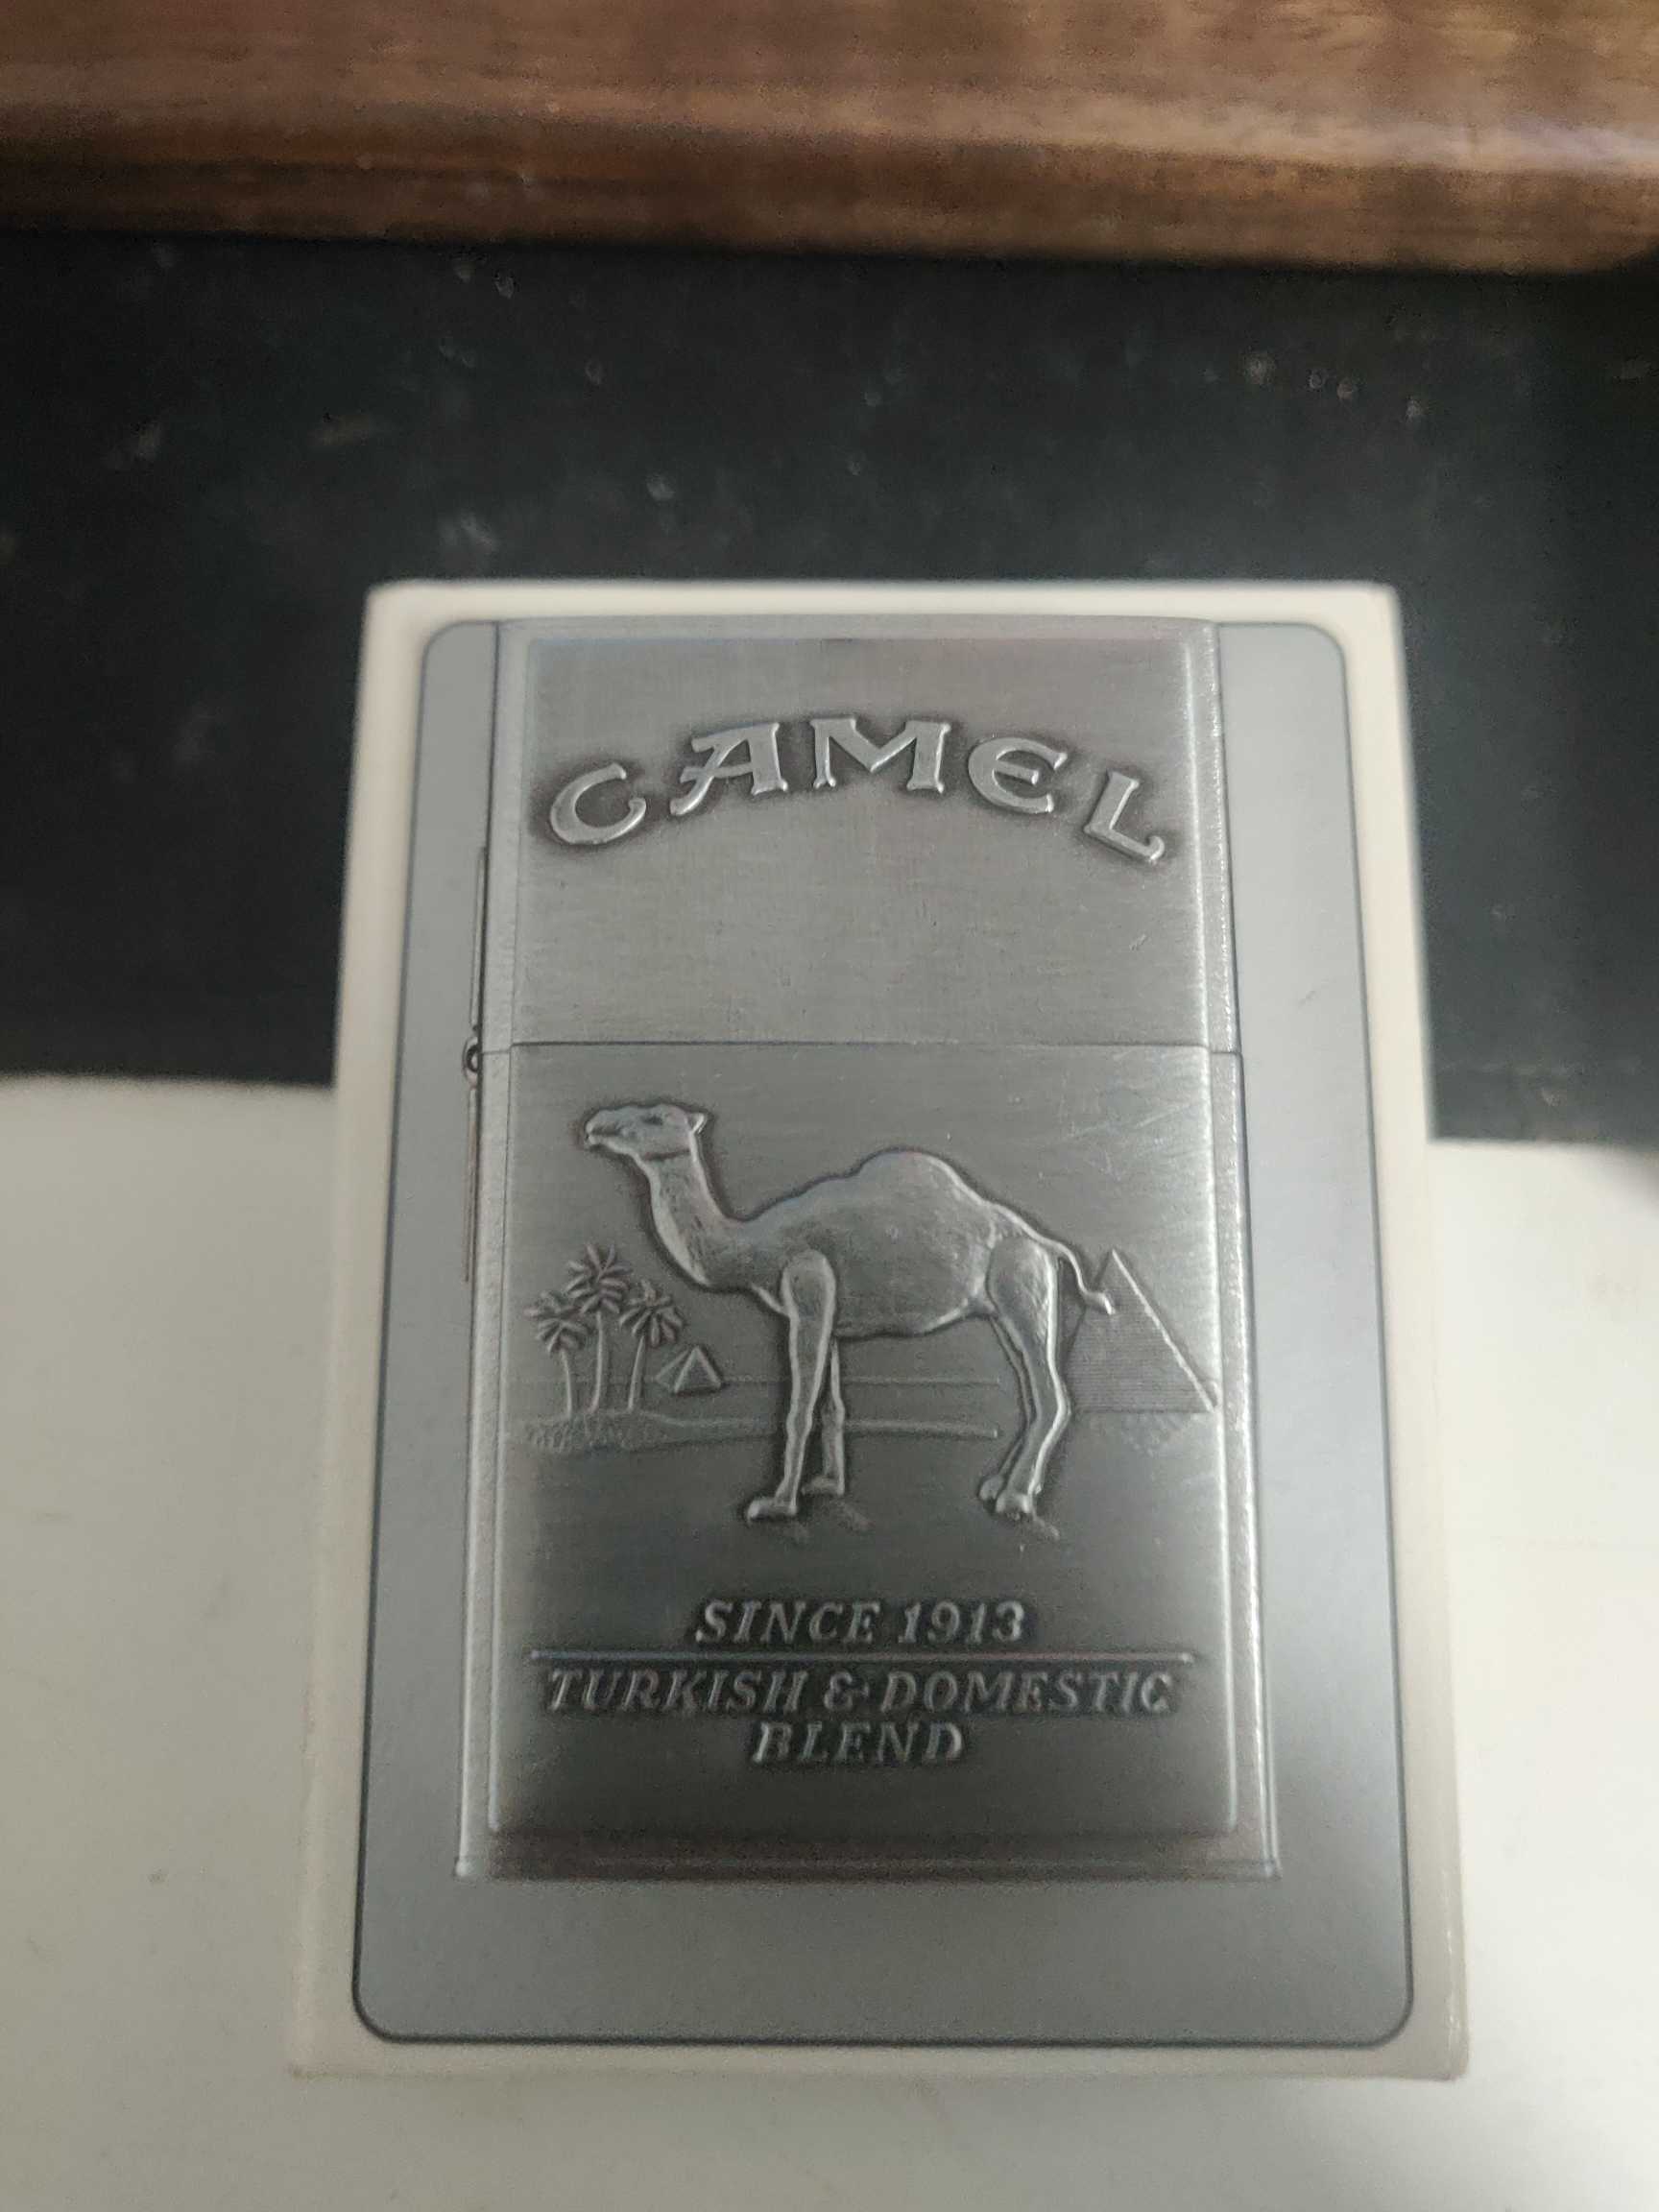 CAMEL
SINCE 1913
TURKISH & DOMESTIC
BLEND